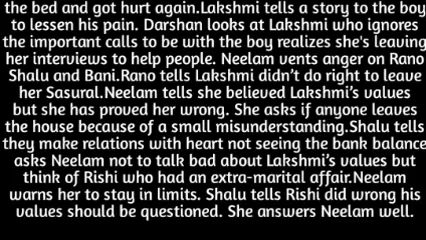 the bed and got hurt again.Lakshmi tells a story to the boy
to lessen his pain. Darshan looks at Lakshmi who ignores
the important calls to be with the boy realizes she's leaving
her interviews to help people. Neelam vents anger on Rano
Shalu and Bani.Rano tells Lakshmi didn't do right to leave
her Sasural.Neelam tells she believed Lakshmi's values
but she has proved her wrong. She asks if anyone leaves
the house because of a small misunderstanding.Shalu tells
they make relations with heart not seeing the bank balance
asks Neelam not to talk bad about Lakshmi's values but
think of Rishi who had an extra-marital affair.Neelam
warns her to stay in limits. Shalu tells Rishi did wrong his
values should be questioned. She answers Neelam well.